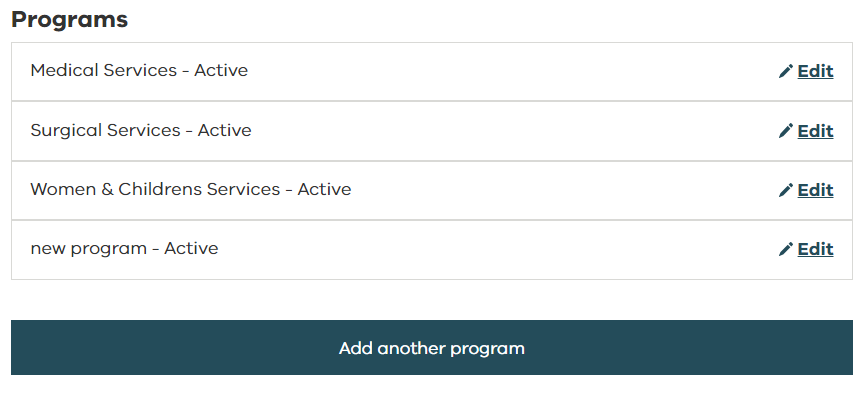 Programs
Medical Services - Active Edit
Surgical Services - Active Edit
Women & Childrens Services - Active Edit
new program - Active Edit
Add another program